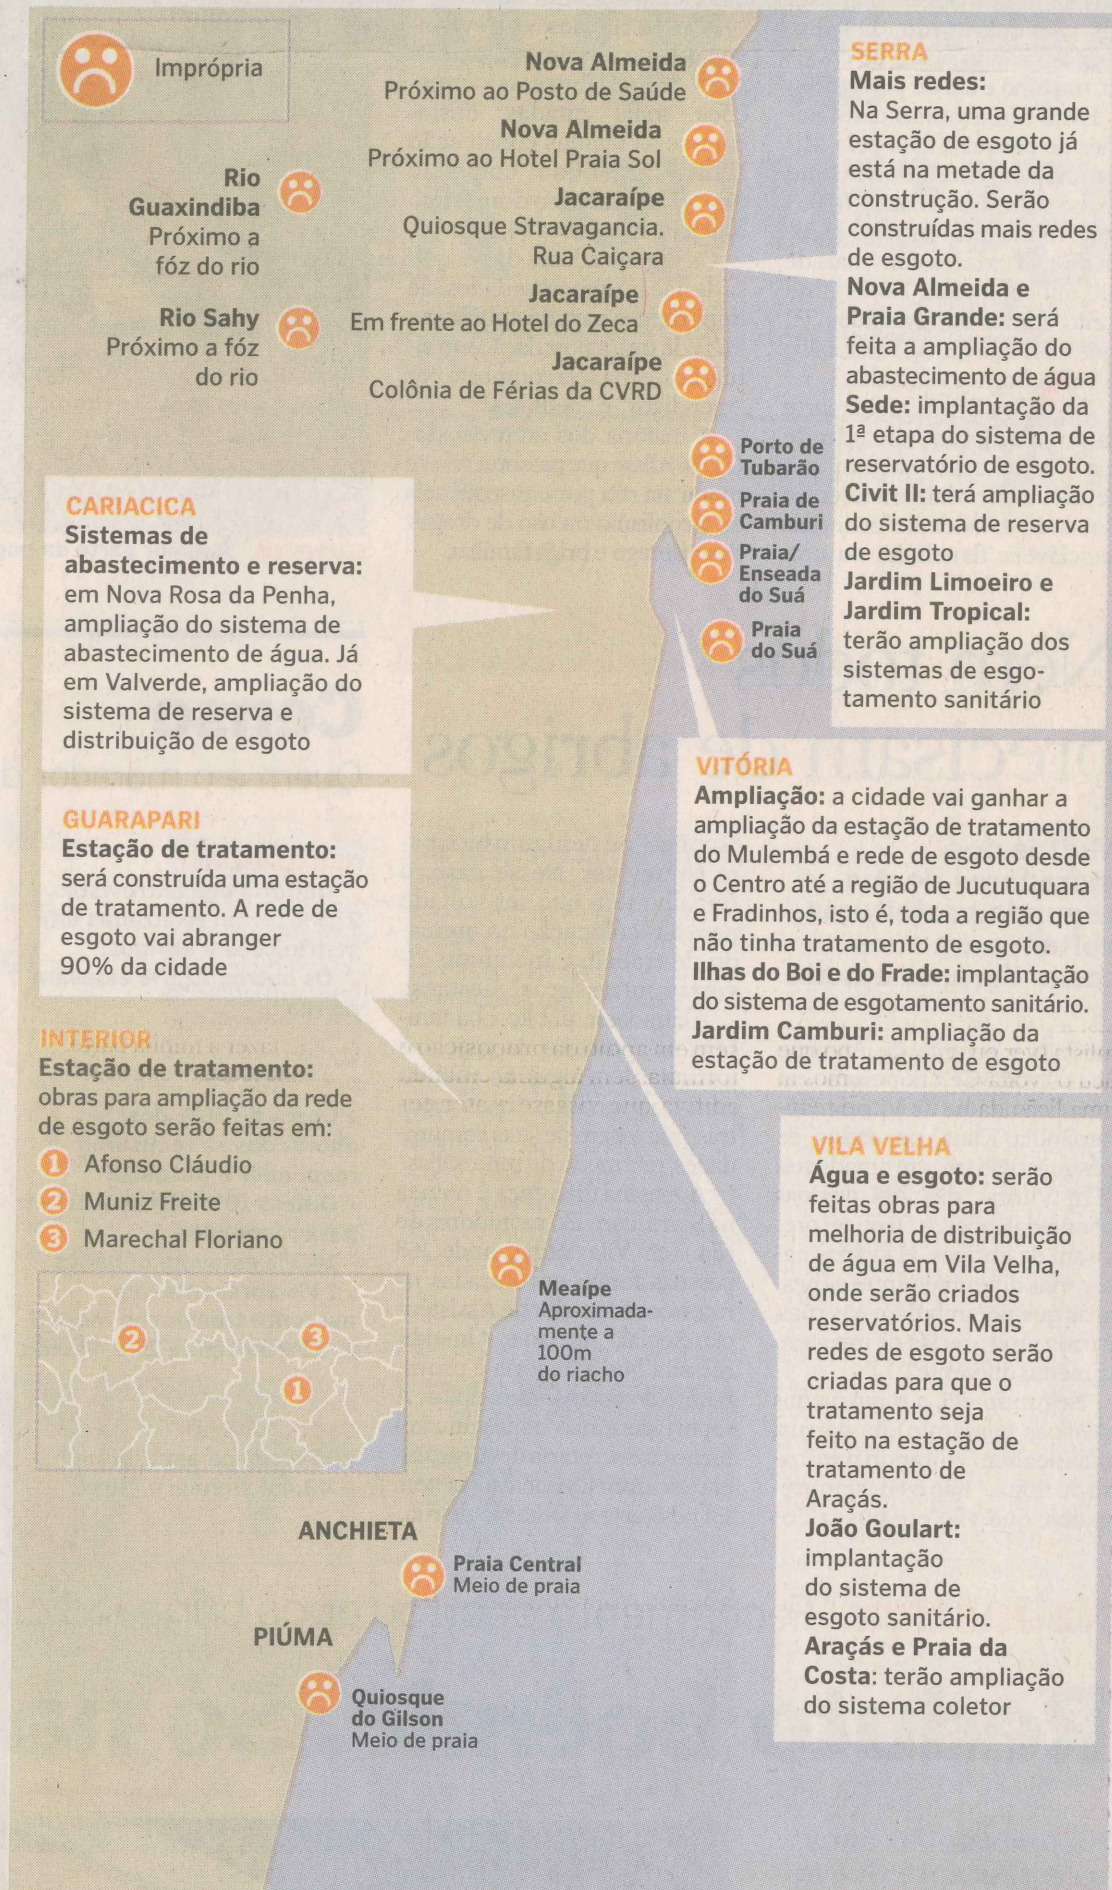 Imprópria
Nova Almeida
Próximo ao Posto de Saúde
Nova Almeida
Próximo ao Hotel Praia Sol
Jacaraípe
Quiosque Stravagancia.
Rua Caiçara
Jacaraípe
Em frente ao Hotel do Zeca
Jacaraípe
Colônia de Férias da CVRD
Rio
Guaxindiba
Próximo a
fóz do rio
Rio Sahy
Próximo a fóz
do rio
Porto de
Tubarão
Praia de
Camburi
Praia/
Enseada
do Suá
Praia
do Suá
SERRA
Mais redes:
Na Serra, uma grande
estação de esgoto já
está na metade da
construção. Serão
construídas mais redes
de esgoto.
Nova Almeida e
Praia Grande: será
feita a ampliação do
abastecimento de água
Sede: implantação da
1ª etapa do sistema de
reservatório de esgoto.
Civit II: terá ampliação
do sistema de reserva
de esgoto
Jardim Limoeiro e
Jardim Tropical:
terão ampliação dos
sistemas de esgo-
tamento sanitário
CARIACICA
Sistemas de
abastecimento e reserva:
em Nova Rosa da Penha,
ampliação do sistema de
abastecimento de água. Já
em Valverde, ampliação do
sistema de reserva e
distribuição de esgoto
VITÓRIA
Ampliação: a cidade vai ganhar a
ampliação da estação de tratamento
do Mulembá e rede de esgoto desde
o Centro até a região de Jucutuquara
e Fradinhos, isto é, toda a região que
não tinha tratamento de esgoto.
Ilhas do Boi e do Frade: implantação
do sistema de esgotamento sanitário.
Jardim Camburi: ampliação da
estação de tratamento de esgoto
GUARAPARI
Estação de tratamento:
será construída uma estação
de tratamento. A rede de
esgoto vai abranger
90% da cidade
INTERIOR
Estação de tratamento:
obras para ampliação da rede
de esgoto serão feitas em:
1 Afonso Cláudio
2 Muniz Freite
3 Marechal Floriano
2
3
1
VILA VELHA
Água e esgoto: serão
feitas obras para
melhoria de distribuição
de água em Vila Velha,
onde serão criados
reservatórios. Mais
redes de esgoto serão
criadas para que o
tratamento seja
feito na estação de
tratamento de
Araçás.
João Goulart:
implantação
do sistema de
esgoto sanitário.
Araçás e Praia da
Costa: terão ampliação
do sistema coletor
Meaípe
Aproximada-
mente a
100m
do riacho
ANCHIETA
Praia Central
Meio de praia
PIÚMA
Quiosque
do Gilson
Meio de praia